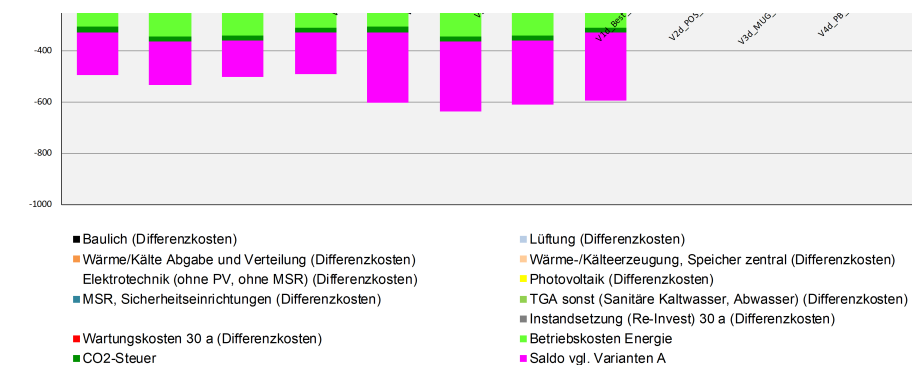 V1d_Best_
V2d_POS_
V3d_MUG_
V4d_PB_
-400
-600
-800
-1000
Baulich (Differenzkosten)
Lüftung (Differenzkosten)
Wärme/Kälte Abgabe und Verteilung (Differenzkosten)
Wärme-/Kälteerzeugung, Speicher zentral (Differenzkosten)
Elektrotechnik (ohne PV, ohne MSR) (Differenzkosten)
Photovoltaik (Differenzkosten)
MSR, Sicherheitseinrichtungen (Differenzkosten)
TGA sonst (Sanitäre Kaltwasser, Abwasser) (Differenzkosten)
Instandsetzung (Re-Invest) 30 a (Differenzkosten)
Wartungskosten 30 a (Differenzkosten)
Betriebskosten Energie
CO2-Steuer
Saldo vgl. Varianten A